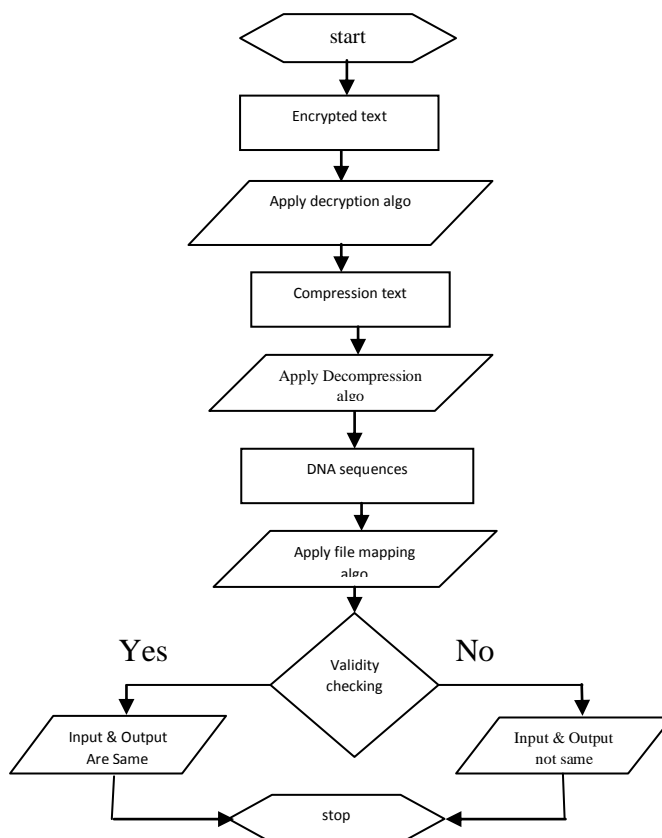 start
Encrypted text
Apply decryption algo
Compression text
Apply Decompression
algo
DNA sequences
Apply file mapping
algo
Yes
No
Validity
checking
Input & Output
Are Same
Input & Output
not same
stop